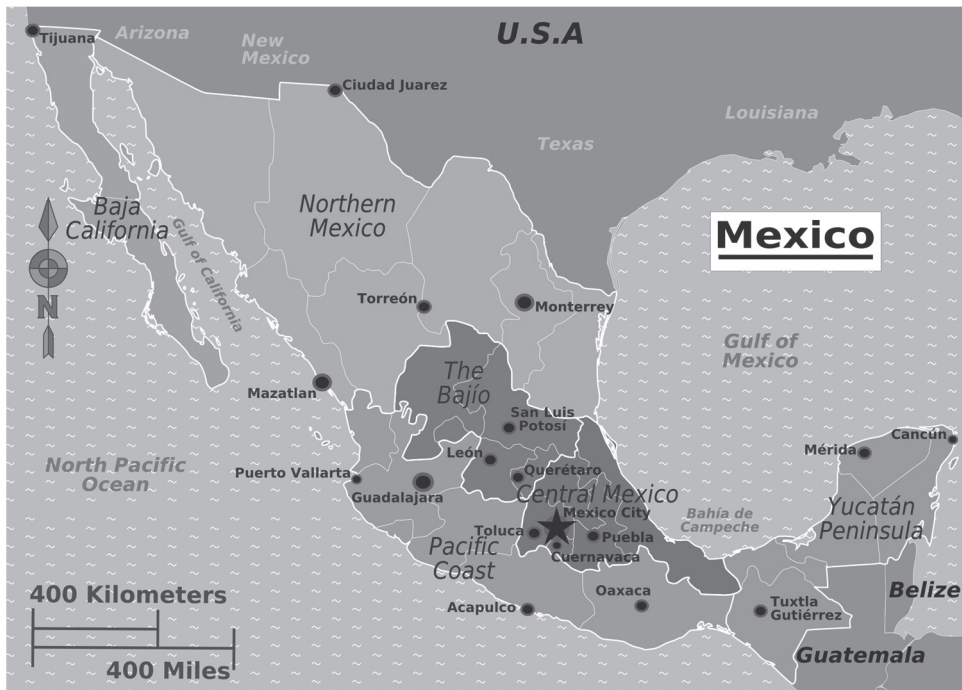 U.S.A
Arizona
Tijuana
New
Mexico
Ciudad Juarez
Louisiana
Texas
Northern
Mexico
Baja
California
Mexico
Gulf of California
N
Torreón
Monterrey
Gulf of
Mexico
The
Bajío
Mazatlan
San Luis
Potosí
Cancún
Mérida
León
North Pacific
Ocean
Puerto Vallarta
Querétaro
Guadalajara
Central Mexico
Yucatán
Peninsula
Mexico City
Bahía de
Campeche
Toluca
Puebla
Pacific
Coast
Cuernavaca
400 Kilometers
Oaxaca
Belize
Acapulco
Tuxtla
Gutiérrez
Guatemala
400 Miles